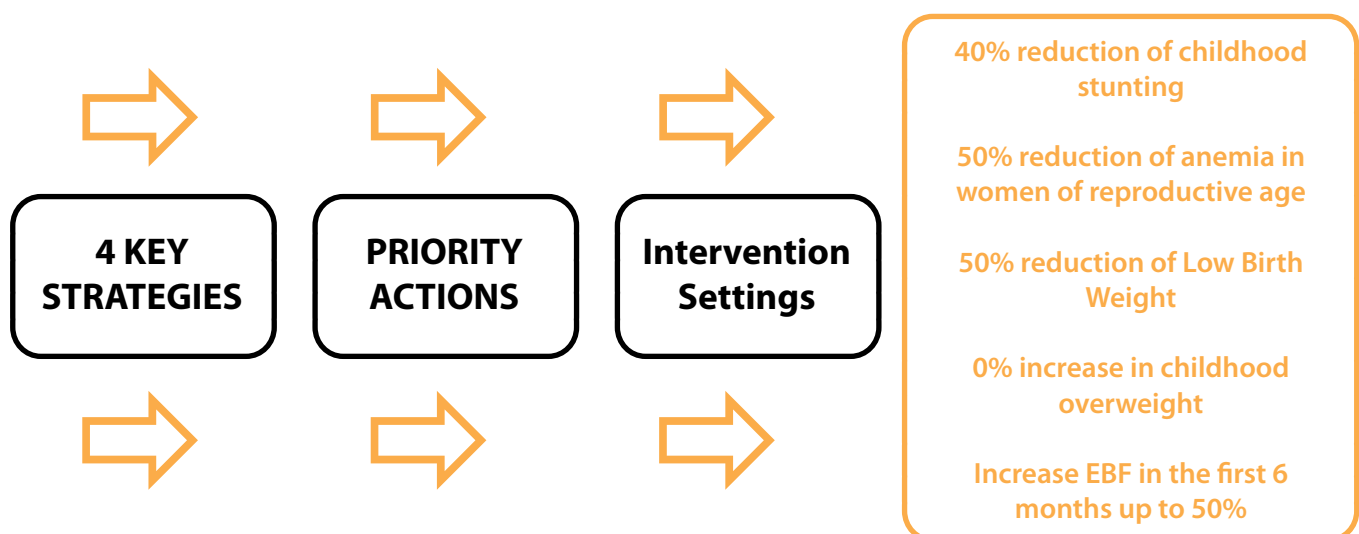 4 KEY
STRATEGIES
PRIORITY
ACTIONS
Intervention
Settings
40% reduction of childhood
stunting
50% reduction of anemia in
women of reproductive age
50% reduction of Low Birth
Weight
0% increase in childhood
overweight
Increase EBF in the first 6
months up to 50%